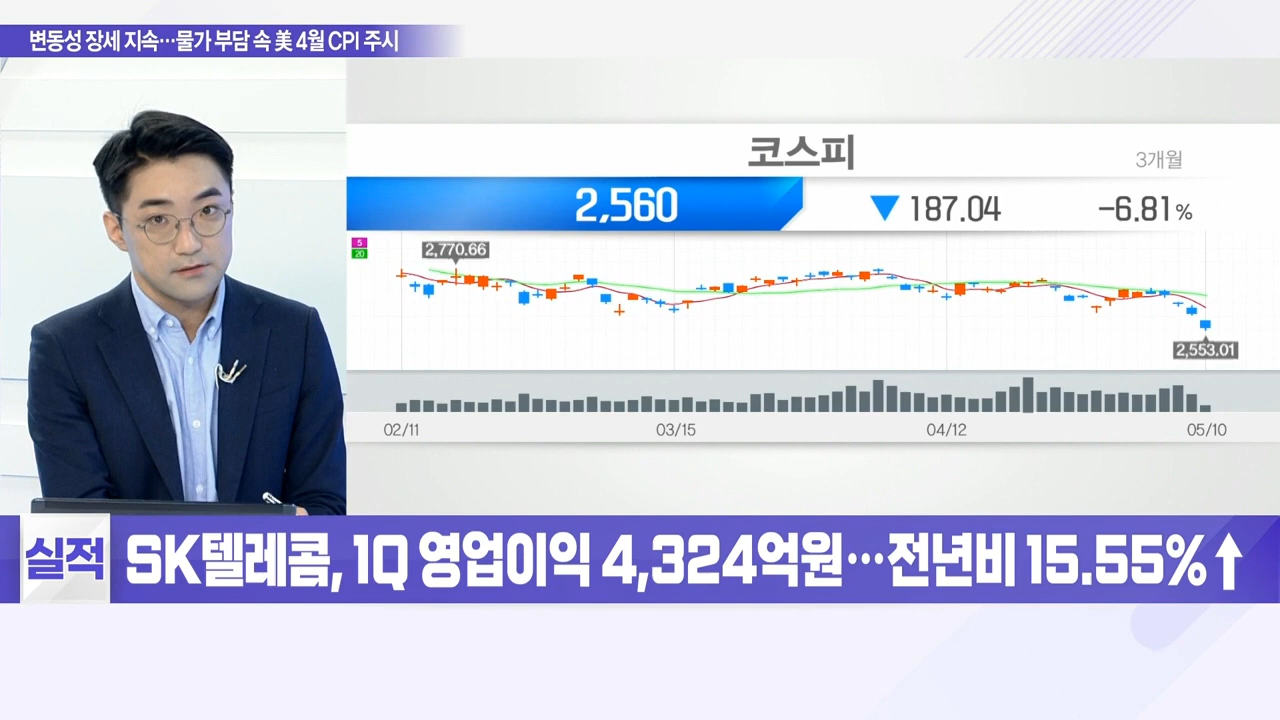 변동성 장세 지속…물가 부담 속 美 4월 CPI 주시
코스피
3개월
2,560 ▼ 187.04 -6.81%
5
20
2,770.66
2,553.01
02/11 03/15 04/12 05/10
실적 SK텔레콤, 1Q 영업이익 4,324억원…전년비 15.55%↑